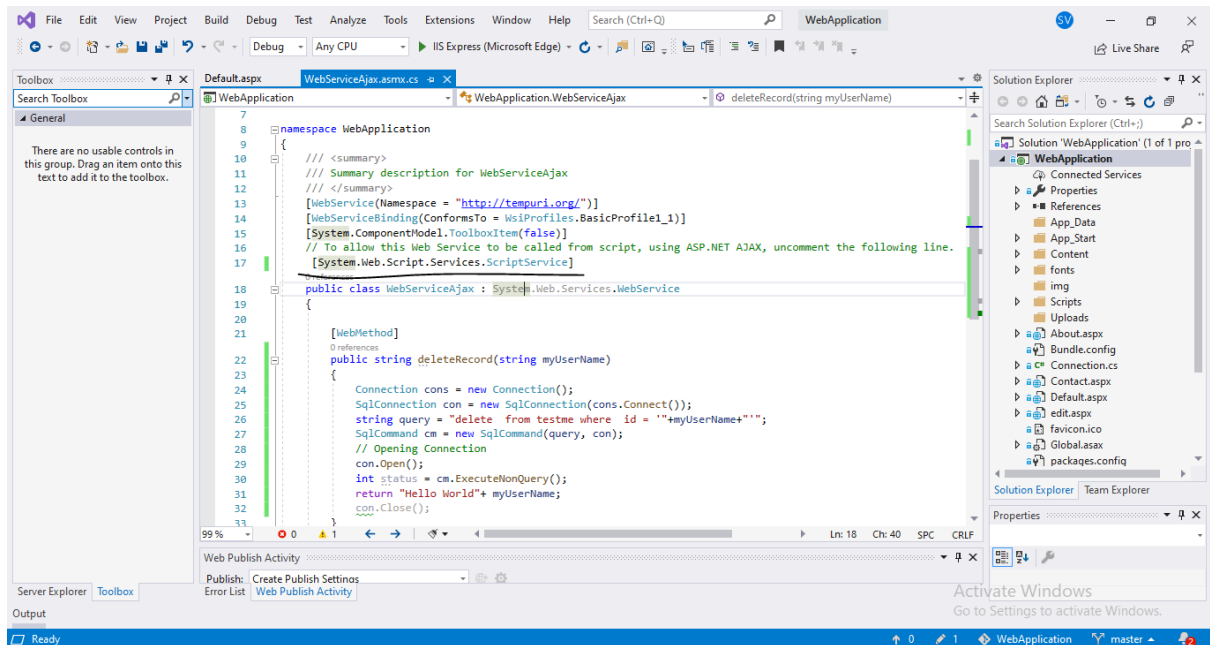 File Edit View Project Build Debug Test Analyze Tools Extensions Window Help Search (Ctrl+Q) WebApplication SV
Debug Any CPU IIS Express (Microsoft Edge) Live Share
Toolbox
Search Toolbox
General
There are no usable controls in
this group. Drag an item onto this
text to add it to the toolbox.
Default.aspx WebServiceAjax.asmx.cs
WebApplication WebApplication.WebServiceAjax deleteRecord(string myUserName)
7
8 namespace WebApplication
9 {
10 /// <summary>
11 /// Summary description for WebServiceAjax
12 /// </summary>
13 [WebService(Namespace = "http://tempuri.org/")]
14 [WebServiceBinding(ConformsTo = WsiProfiles.BasicProfile1_1)]
15 [System.ComponentModel.ToolboxItem(false)]
16 // To allow this Web Service to be called from script, using ASP.NET AJAX, uncomment the following line.
17 [System.Web.Script.Services.ScriptService]
0 references
18 public class WebServiceAjax : System.Web.Services.WebService
19 {
20
21 [WebMethod]
0 references
22 public string deleteRecord(string myUserName)
23 {
24 Connection cons = new Connection();
25 SqlConnection con = new SqlConnection(cons.Connect());
26 string query = "delete from testme where id = '"+myUserName+"'";
27 SqlCommand cm = new SqlCommand(query, con);
28 // Opening Connection
29 con.Open();
30 int status = cm.ExecuteNonQuery();
31 return "Hello World"+ myUserName;
32 con.Close();
33 }
99 % 0 1 Ln: 18 Ch: 40 SPC CRLF
Web Publish Activity
Publish: Create Publish Settings
Error List Web Publish Activity
Server Explorer Toolbox
Output
Solution Explorer
Search Solution Explorer (Ctrl+;)
Solution 'WebApplication' (1 of 1 pro
WebApplication
Connected Services
Properties
References
App_Data
App_Start
Content
fonts
img
Scripts
Uploads
About.aspx
Bundle.config
Connection.cs
Contact.aspx
Default.aspx
edit.aspx
favicon.ico
Global.asax
packages.config
Solution Explorer Team Explorer
Properties
Activate Windows
Go to Settings to activate Windows.
Ready 0 1 WebApplication master 2